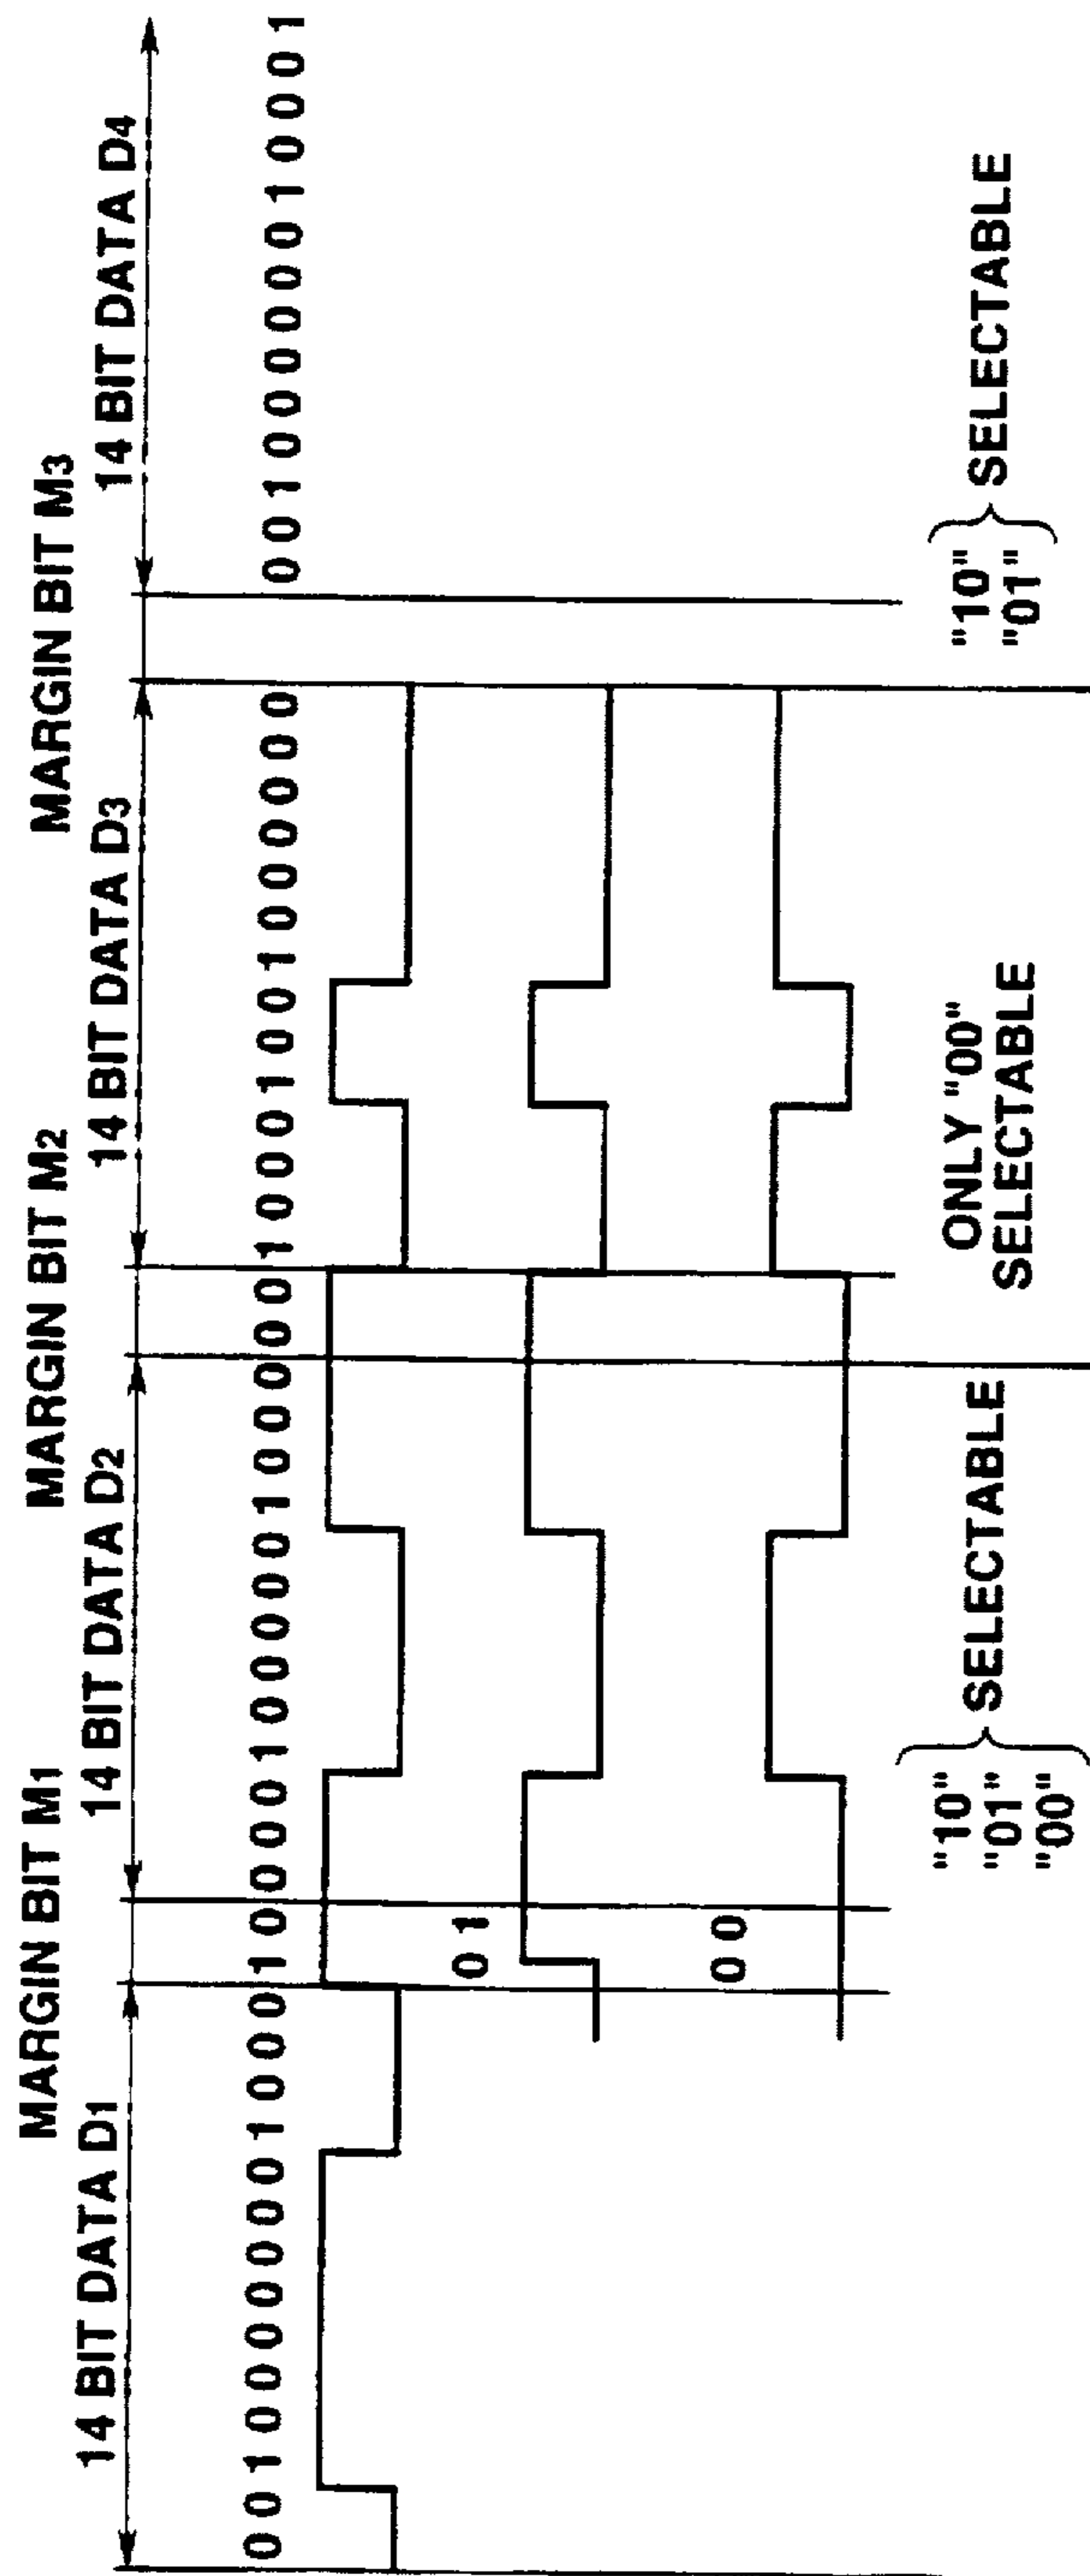 MARGIN BIT M1 MARGIN BIT M2 MARGIN BIT M3
14 BIT DATA D1 14 BIT DATA D2 14 BIT DATA D3 14 BIT DATA D4
0 0 1 0 0 0 0 0 0 0 1 0 0 0 1 0 0 0 0 1 0 0 0 0 0 1 0 0 0 0 0 1 0 0 0 1 0 0 1 0 0 0 0 0 0 0 0 1 0 0 0 0 0 0 1 0 0 0 1
0 1
0 0
"10"
"01" SELECTABLE
"00"
ONLY "00"
SELECTABLE
"10"
"01" SELECTABLE